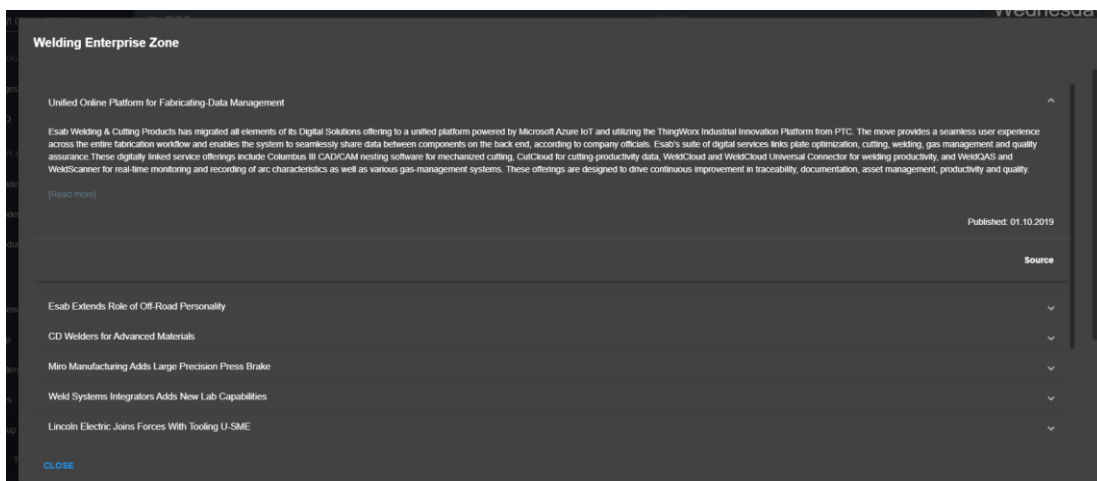 Wednesda
Welding Enterprise Zone
Unified Online Platform for Fabricating-Data Management
Esab Welding & Cutting Products has migrated all elements of its Digital Solutions offering to a unified platform powered by Microsoft Azure IoT and utilizing the ThingWorx Industrial Innovation Platform from PTC. The move provides a seamless user experience
across the entire fabrication workflow and enables the system to seamlessly share data between components on the back end, according to company officials. Esab's suite of digital services links plate optimization, cutting, welding, gas management and quality
assurance.These digitally linked service offerings include Columbus III CAD/CAM nesting software for mechanized cutting, CutCloud for cutting-productivity data, WeldCloud and WeldCloud Universal Connector for welding productivity, and WeldQAS and
WeldScanner for real-time monitoring and recording of arc characteristics as well as various gas-management systems. These offerings are designed to drive continuous improvement in traceability, documentation, asset management, productivity and quality.
[Read more]
Published: 01.10.2019
Source
Esab Extends Role of Off-Road Personality
CD Welders for Advanced Materials
Miro Manufacturing Adds Large Precision Press Brake
Weld Systems Integrators Adds New Lab Capabilities
Lincoln Electric Joins Forces With Tooling U-SME
CLOSE